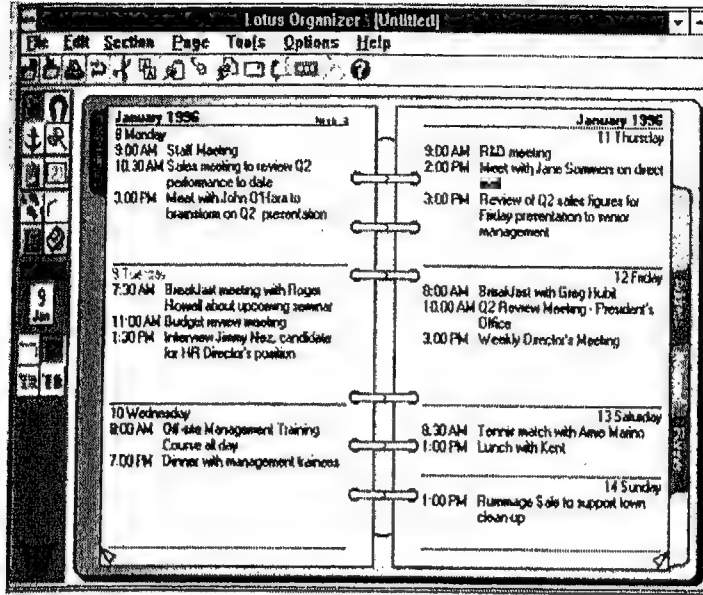 Lotus Organizer - [Untitled]
File Edit Section Page Tools Options Help
January 1996
8 Monday
9:00 AM Staff Meeting
10:30 AM Sales meeting to review Q2
performance to date
3:00 PM Meet with John O'Hara to
brainstorm on Q2 presentation
9 Tuesday
7:30 AM Breakfast meeting with Roger
Howell about upcoming seminar
11:00 AM Budget review meeting
1:30 PM Interview Jimmy Nez, candidate
for HR Director's position
10 Wednesday
8:00 AM Off-site Management Training
Course all day
7:00 PM Dinner with management trainees
January 1996
11 Thursday
9:00 AM R&D meeting
2:00 PM Meet with Jane Sommers on direct
3:00 PM Review of Q2 sales figures for
Friday presentation to senior
management
12 Friday
8:00 AM Breakfast with Greg
10:00 AM Q2 Review Meeting - President's
Office
3:00 PM Weekly Director's Meeting
13 Saturday
8:30 AM Tennis match with Arno Marino
1:00 PM Lunch with Kent
14 Sunday
1:00 PM Rummage Sale to support town
clean-up
9
Jan